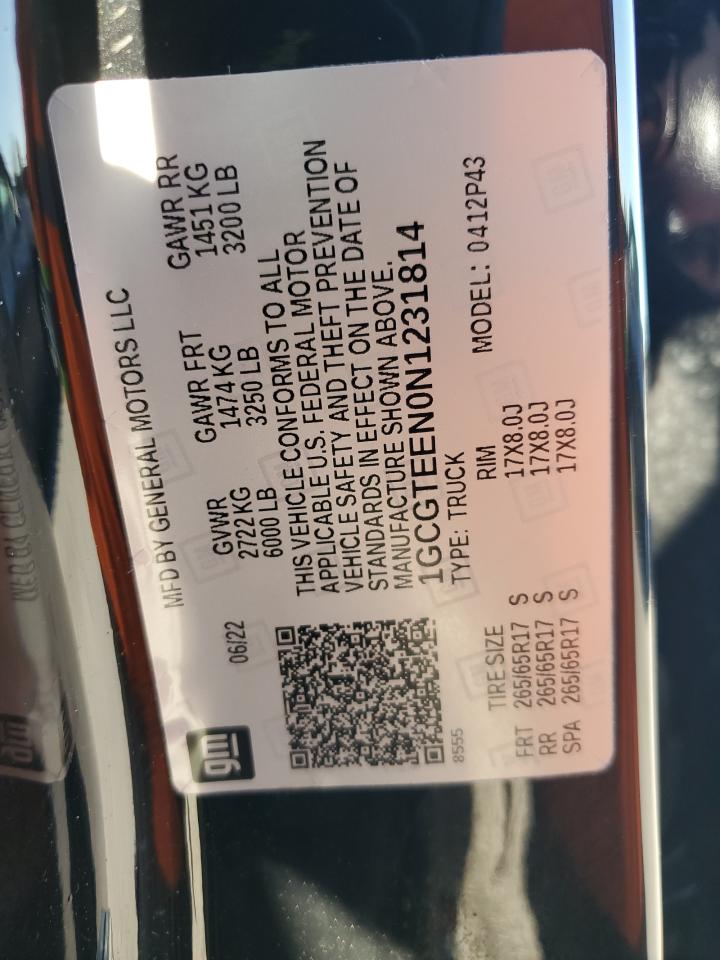 gm
MFD BY GENERAL MOTORS LLC
06/22
GVWR GAWR FRT GAWR RR
2722 KG 1474 KG 1451 KG
6000 LB 3250 LB 3200 LB
THIS VEHICLE CONFORMS TO ALL
APPLICABLE U.S. FEDERAL MOTOR
VEHICLE SAFETY AND THEFT PREVENTION
STANDARDS IN EFFECT ON THE DATE OF
MANUFACTURE SHOWN ABOVE.
1GCGTEEN0N1231814
8555
TYPE: TRUCK MODEL: 0412P43
TIRE SIZE RIM
FRT 265/65R17 S 17X8.0J
RR 265/65R17 S 17X8.0J
SPA 265/65R17 S 17X8.0J